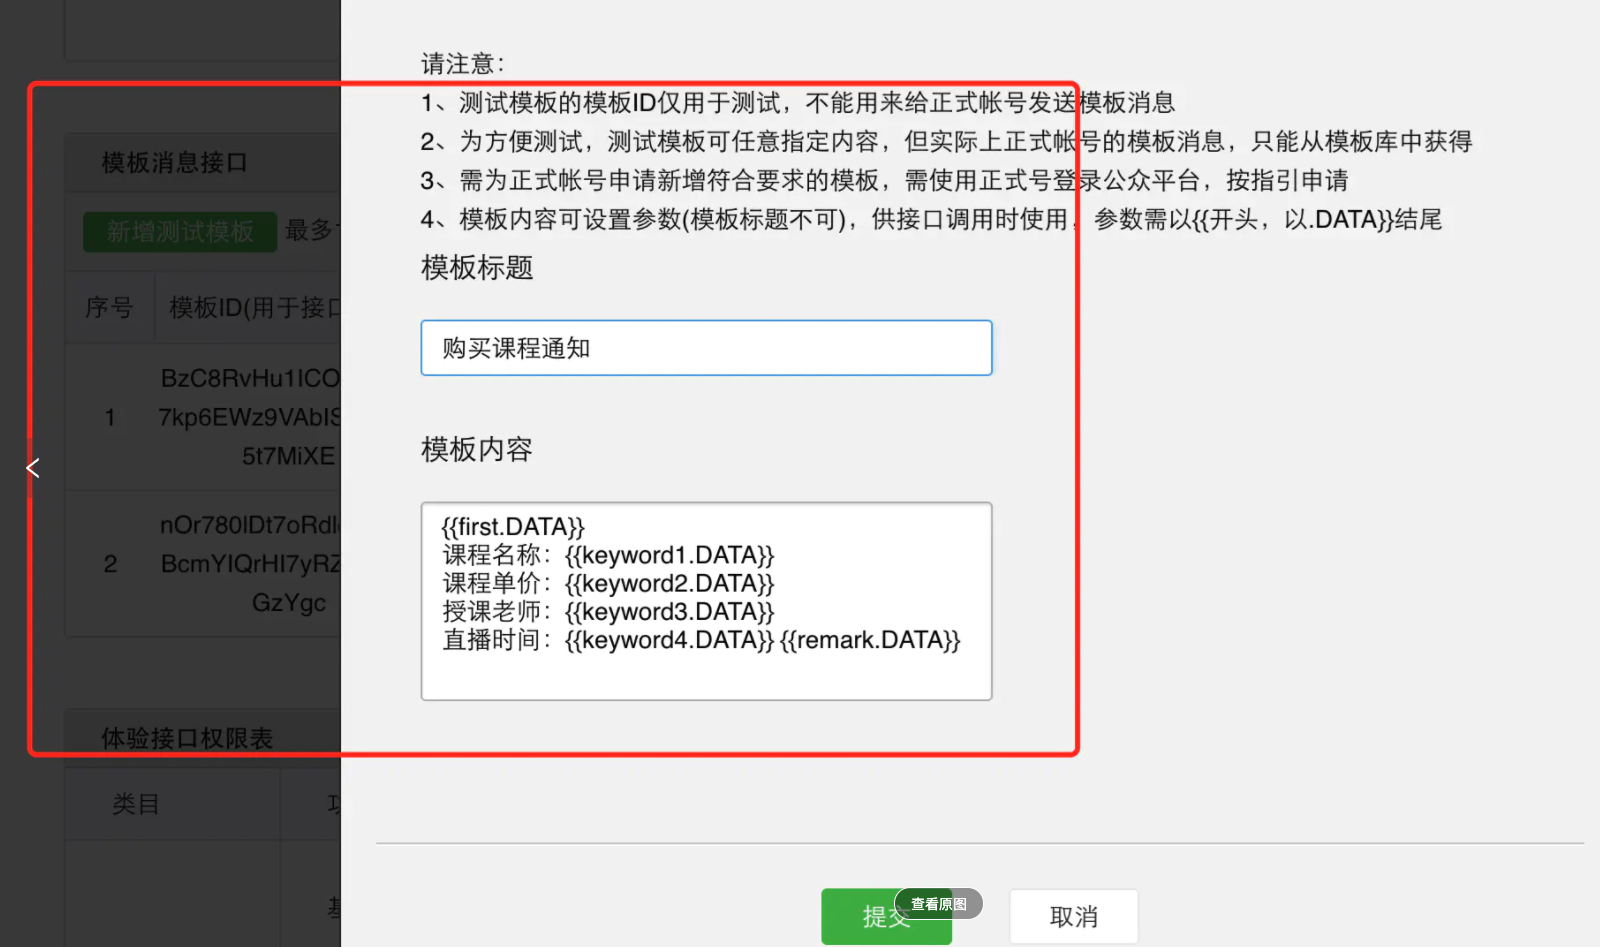 请注意：
1、测试模板的模板ID仅用于测试，不能用来给正式帐号发送模板消息
2、为方便测试，测试模板可任意指定内容，但实际上正式帐号的模板消息，只能从模板库中获得
3、需为正式帐号申请新增符合要求的模板，需使用正式号登录公众平台，按指引申请
4、模板内容可设置参数(模板标题不可)，供接口调用时使用，参数需以{{开头，以.DATA}}结尾
模板标题
购买课程通知
模板内容
{{first.DATA}}
课程名称：{{keyword1.DATA}}
课程单价：{{keyword2.DATA}}
授课老师：{{keyword3.DATA}}
直播时间：{{keyword4.DATA}} {{remark.DATA}}
提交
查看原图
取消
模板消息接口
新增测试模板 最多
序号 模板ID(用于接口
1
BzC8RvHu1ICO
7kp6EWz9VAbIS
5t7MiXE
2
nOr780lDt7oRdl
BcmYlQrHI7yRZ
GzYgc
体验接口权限表
类目